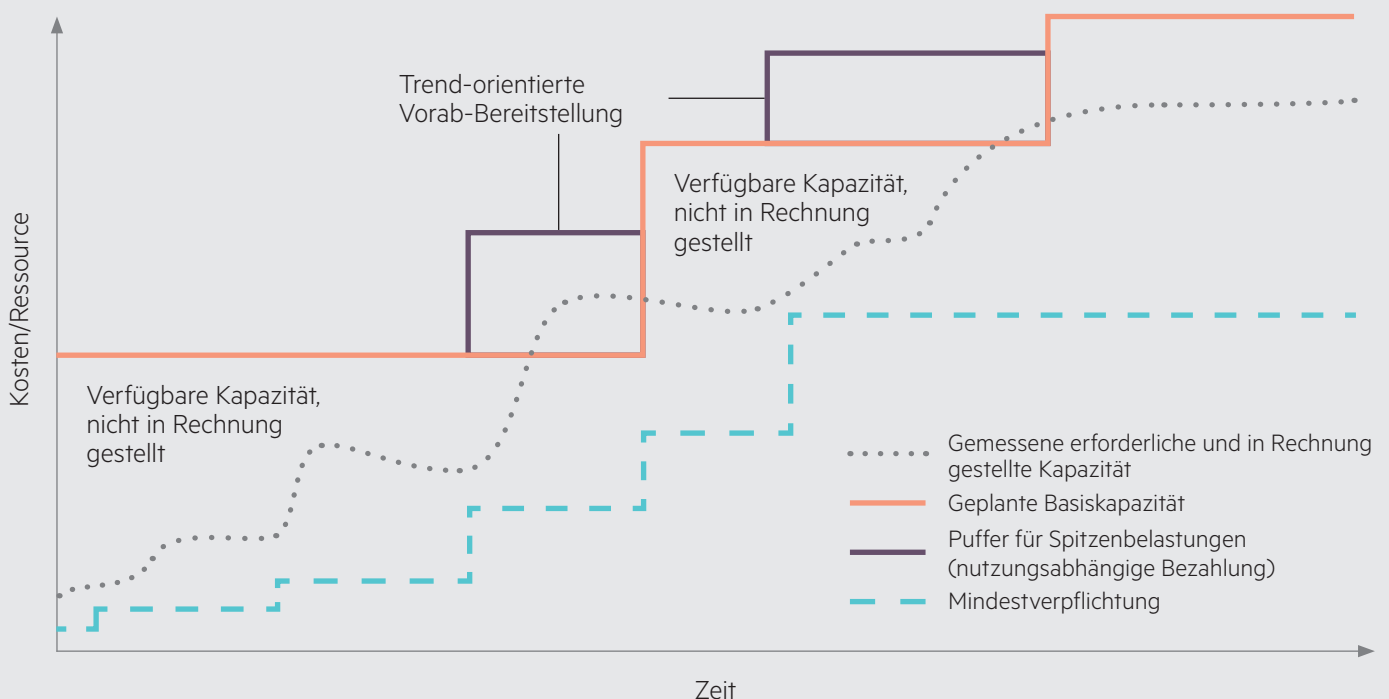 Trend-orientierte
Vorab-Bereitstellung
Verfügbare Kapazität,
nicht in Rechnung
gestellt
Verfügbare Kapazität,
nicht in Rechnung
gestellt
Kosten/Ressource
Gemessene erforderliche und in Rechnung
gestellte Kapazität
Geplante Basiskapazität
Puffer für Spitzenbelastungen
(nutzungsabhängige Bezahlung)
Mindestverpflichtung
Zeit